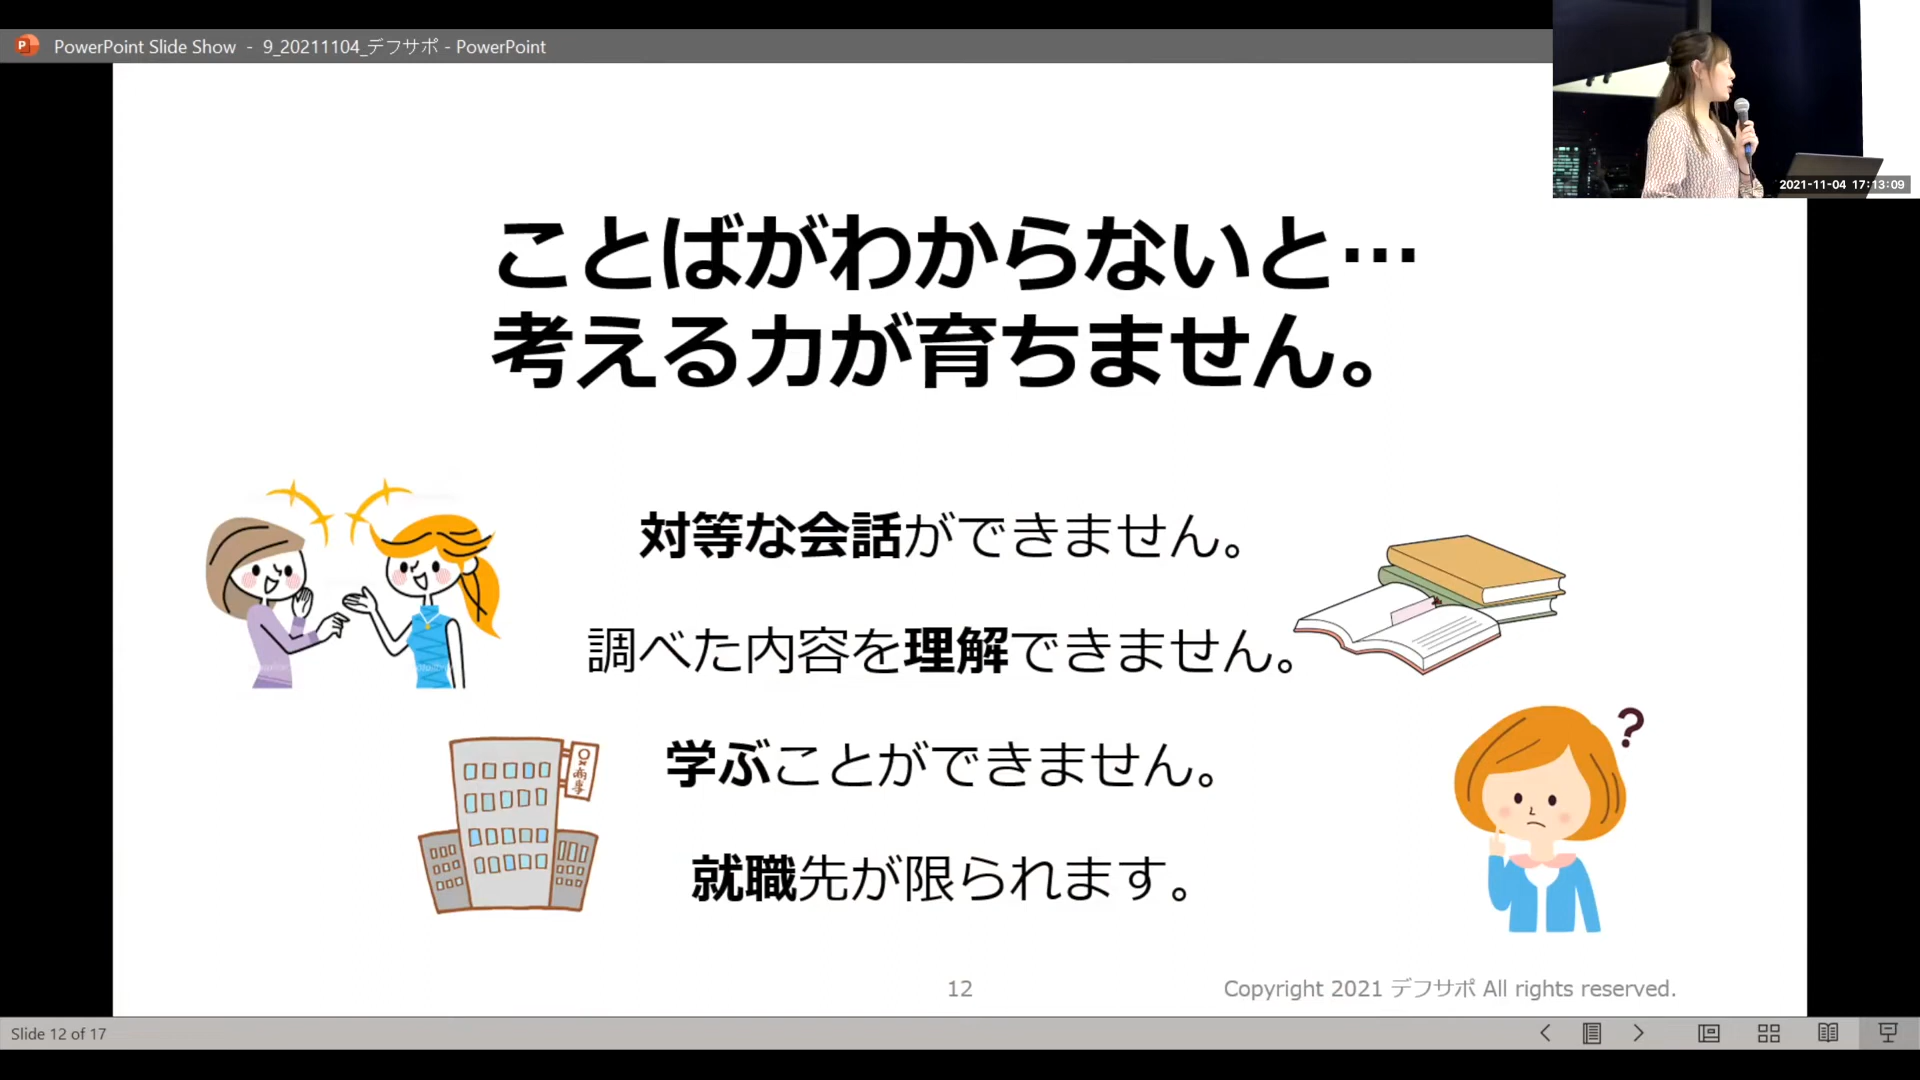 PowerPoint Slide Show - 9_20211104_デフサポ - PowerPoint
2021-11-04 17:13:09
ことばがわからないと…
考える力が育ちません。
対等な会話ができません。
調べた内容を理解できません。
?
○×商事
学ぶことができません。
就職先が限られます。
12
Copyright 2021 デフサポ All rights reserved.
Slide 12 of 17